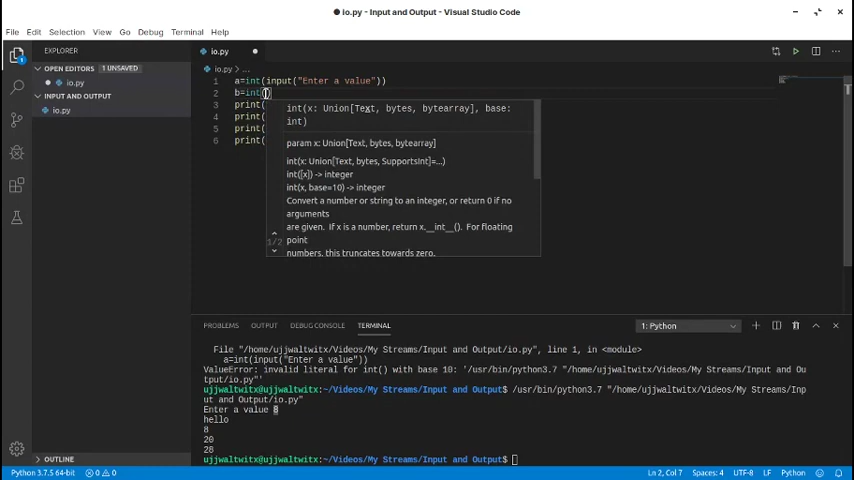 ● io.py - Input and Output - Visual Studio Code
File Edit Selection View Go Debug Terminal Help
EXPLORER
OPEN EDITORS 1 UNSAVED
● io.py
INPUT AND OUTPUT
io.py
OUTLINE
io.py ●
io.py > ...
1 a=int(input("Enter a value"))
2 b=int()
3 print(
4 print(
5 print(
6 print(
int(x: Union[Text, bytes, bytearray], base:
int)
param x: Union[Text, bytes, bytearray]
int(x: Union[Text, bytes, SupportsInt]=...)
int([x]) -> integer
int(x, base=10) -> integer
Convert a number or string to an integer, or return 0 if no
arguments
are given. If x is a number, return x.__int__(). For floating
point
numbers, this truncates towards zero.
1/2
PROBLEMS OUTPUT DEBUG CONSOLE TERMINAL 1: Python
File "/home/ujjwaltwitx/Videos/My Streams/Input and Output/io.py", line 1, in <module>
a=int(input("Enter a value"))
ValueError: invalid literal for int() with base 10: '/usr/bin/python3.7 "/home/ujjwaltwitx/Videos/My Streams/Input and Ou
tput/io.py"'
ujjwaltwitx@ujjwaltwitx:~/Videos/My Streams/Input and Output$ /usr/bin/python3.7 "/home/ujjwaltwitx/Videos/My Streams/Inp
ut and Output/io.py"
Enter a value 8
hello
8
20
28
ujjwaltwitx@ujjwaltwitx:~/Videos/My Streams/Input and Output$
Python 3.7.5 64-bit 0 0 Ln 2, Col 7 Spaces: 4 UTF-8 LF Python